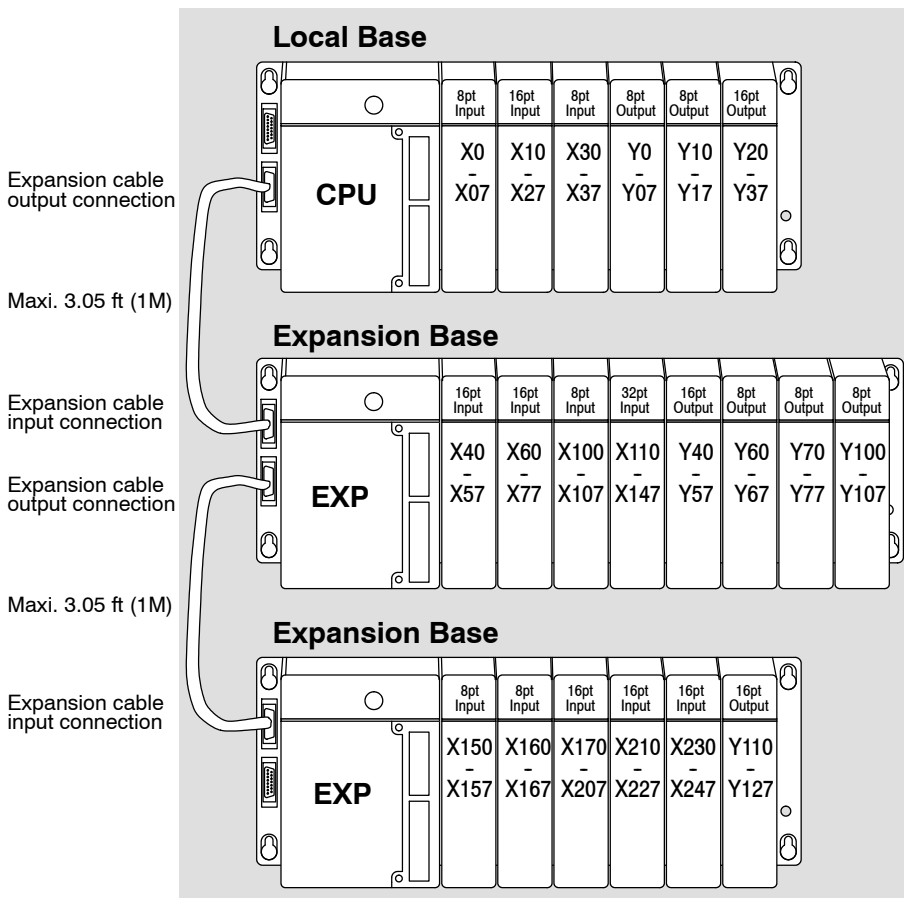 Local Base
8pt Input
16pt Input
8pt Input
8pt Output
8pt Output
16pt Output
CPU
X0 - X07
X10 - X27
X30 - X37
Y0 - Y07
Y10 - Y17
Y20 - Y37
Expansion cable
output connection
Maxi. 3.05 ft (1M)
Expansion Base
16pt Input
16pt Input
8pt Input
32pt Input
16pt Output
8pt Output
8pt Output
8pt Output
Expansion cable
input connection
EXP
X40 - X57
X60 - X77
X100 - X107
X110 - X147
Y40 - Y57
Y60 - Y67
Y70 - Y77
Y100 - Y107
Expansion cable
output connection
Maxi. 3.05 ft (1M)
Expansion Base
8pt Input
8pt Input
16pt Input
16pt Input
16pt Input
16pt Output
Expansion cable
input connection
EXP
X150 - X157
X160 - X167
X170 - X207
X210 - X227
X230 - X247
Y110 - Y127